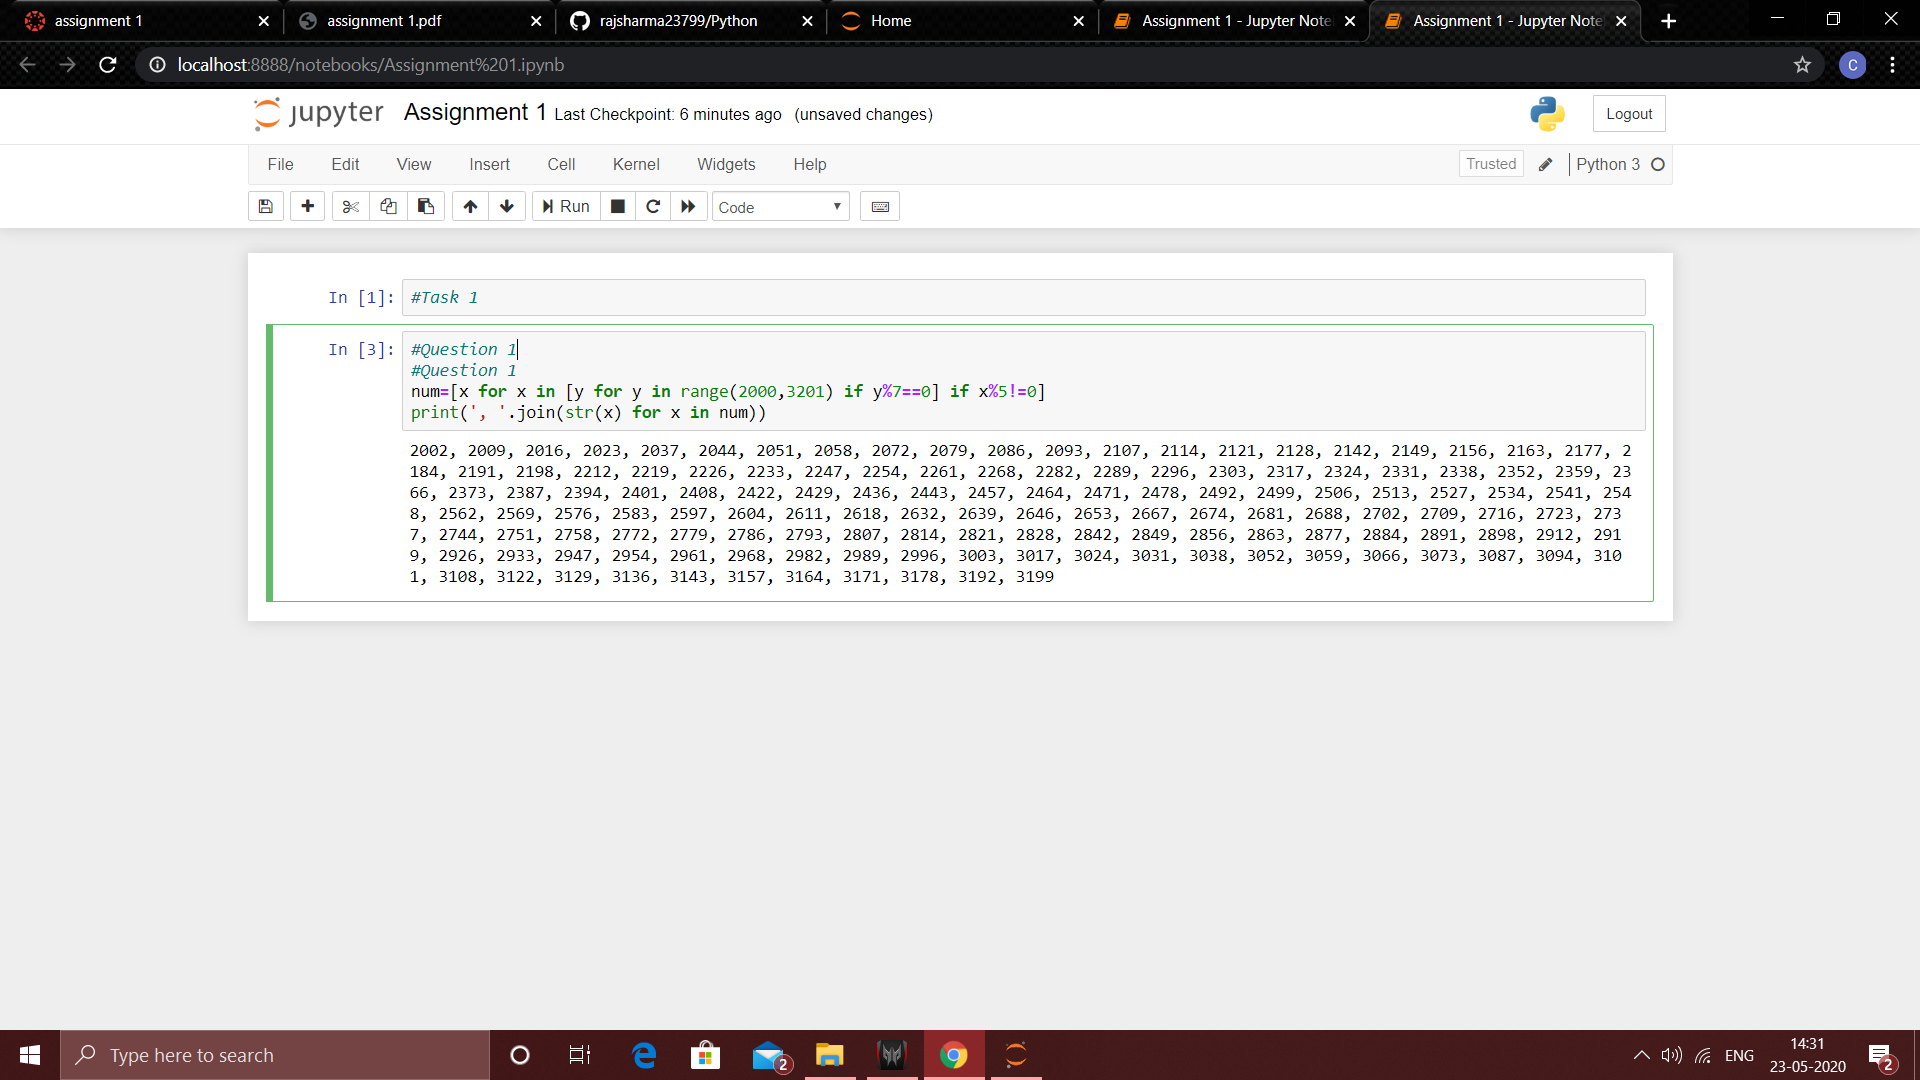 assignment 1
assignment 1.pdf
rajsharma23799/Python
Home
Assignment 1 - Jupyter Note
Assignment 1 - Jupyter Note
localhost:8888/notebooks/Assignment%201.ipynb
C
jupyter Assignment 1 Last Checkpoint: 6 minutes ago (unsaved changes)
Logout
File Edit View Insert Cell Kernel Widgets Help
Trusted Python 3
Run Code
In [1]: #Task 1
In [3]: #Question 1
#Question 1
num=[x for x in [y for y in range(2000,3201) if y%7==0] if x%5!=0]
print(', '.join(str(x) for x in num))
2002, 2009, 2016, 2023, 2037, 2044, 2051, 2058, 2072, 2079, 2086, 2093, 2107, 2114, 2121, 2128, 2142, 2149, 2156, 2163, 2177, 2
184, 2191, 2198, 2212, 2219, 2226, 2233, 2247, 2254, 2261, 2268, 2282, 2289, 2296, 2303, 2317, 2324, 2331, 2338, 2352, 2359, 23
66, 2373, 2387, 2394, 2401, 2408, 2422, 2429, 2436, 2443, 2457, 2464, 2471, 2478, 2492, 2499, 2506, 2513, 2527, 2534, 2541, 254
8, 2562, 2569, 2576, 2583, 2597, 2604, 2611, 2618, 2632, 2639, 2646, 2653, 2667, 2674, 2681, 2688, 2702, 2709, 2716, 2723, 273
7, 2744, 2751, 2758, 2772, 2779, 2786, 2793, 2807, 2814, 2821, 2828, 2842, 2849, 2856, 2863, 2877, 2884, 2891, 2898, 2912, 291
9, 2926, 2933, 2947, 2954, 2961, 2968, 2982, 2989, 2996, 3003, 3017, 3024, 3031, 3038, 3052, 3059, 3066, 3073, 3087, 3094, 310
1, 3108, 3122, 3129, 3136, 3143, 3157, 3164, 3171, 3178, 3192, 3199
Type here to search
2
ENG
14:31
23-05-2020
2